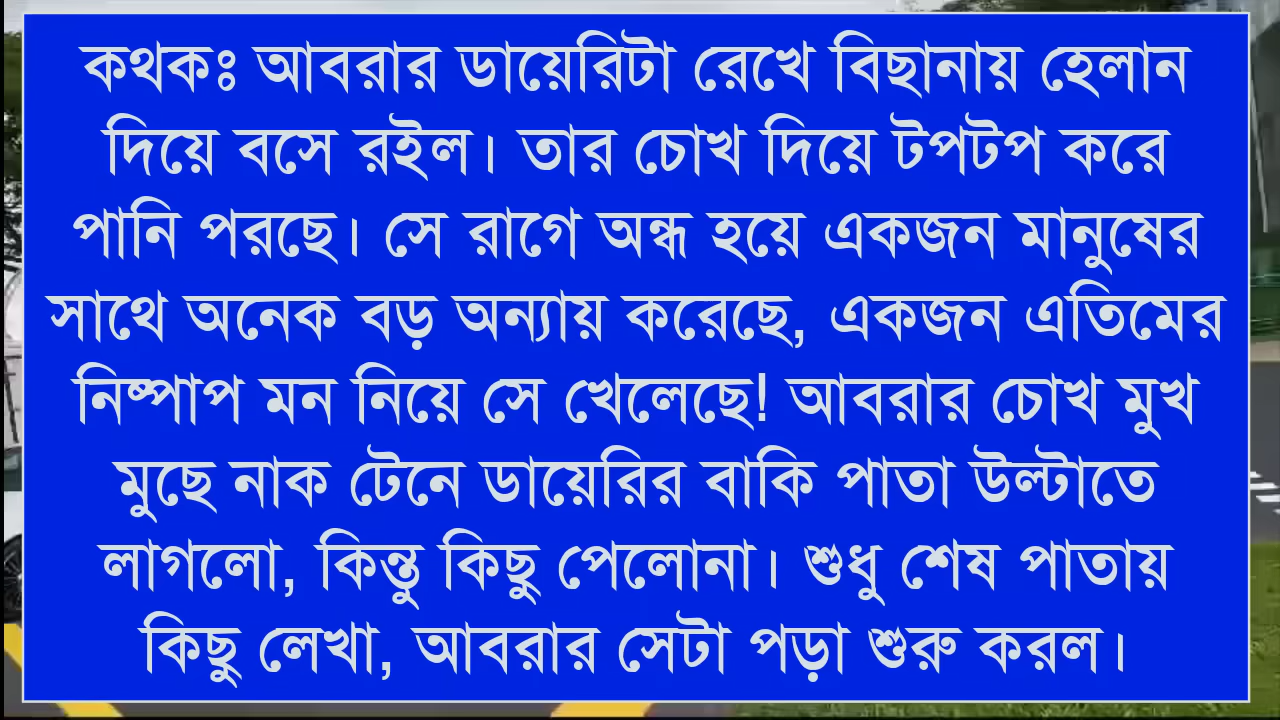 কথকঃ আবরার ডায়েরিটা রেখে বিছানায় হেলান
দিয়ে বসে রইল। তার চোখ দিয়ে টপটপ করে
পানি পরছে। সে রাগে অন্ধ হয়ে একজন মানুষের
সাথে অনেক বড় অন্যায় করেছে, একজন এতিমের
নিষ্পাপ মন নিয়ে সে খেলেছে! আবরার চোখ মুখ
মুছে নাক টেনে ডায়েরির বাকি পাতা উল্টাতে
লাগলো, কিন্তু কিছু পেলোনা। শুধু শেষ পাতায়
কিছু লেখা, আবরার সেটা পড়া শুরু করল।